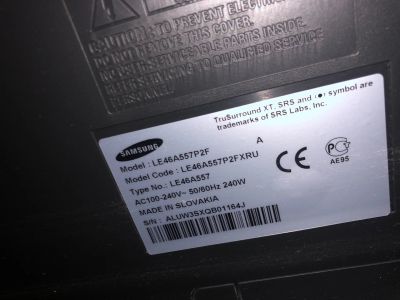 CAUTION: TO PREVENT ELECTRIC
DO NOT REMOVE THIS COVER.
NO USER-SERVICEABLE PARTS INSIDE.
REFER SERVICING TO QUALIFIED SERVICE
PERSONNEL.
TruSurround XT, SRS and (●) symbol are
trademarks of SRS Labs, Inc.
SAMSUNG
Model : LE46A557P2F A
Model Code : LE46A557P2FXRU
Type No.: LE46A557
AC100-240V~ 50/60Hz 240W
MADE IN SLOVAKIA
S/N : ALUW3SXQB01164J
CE
АЕ95